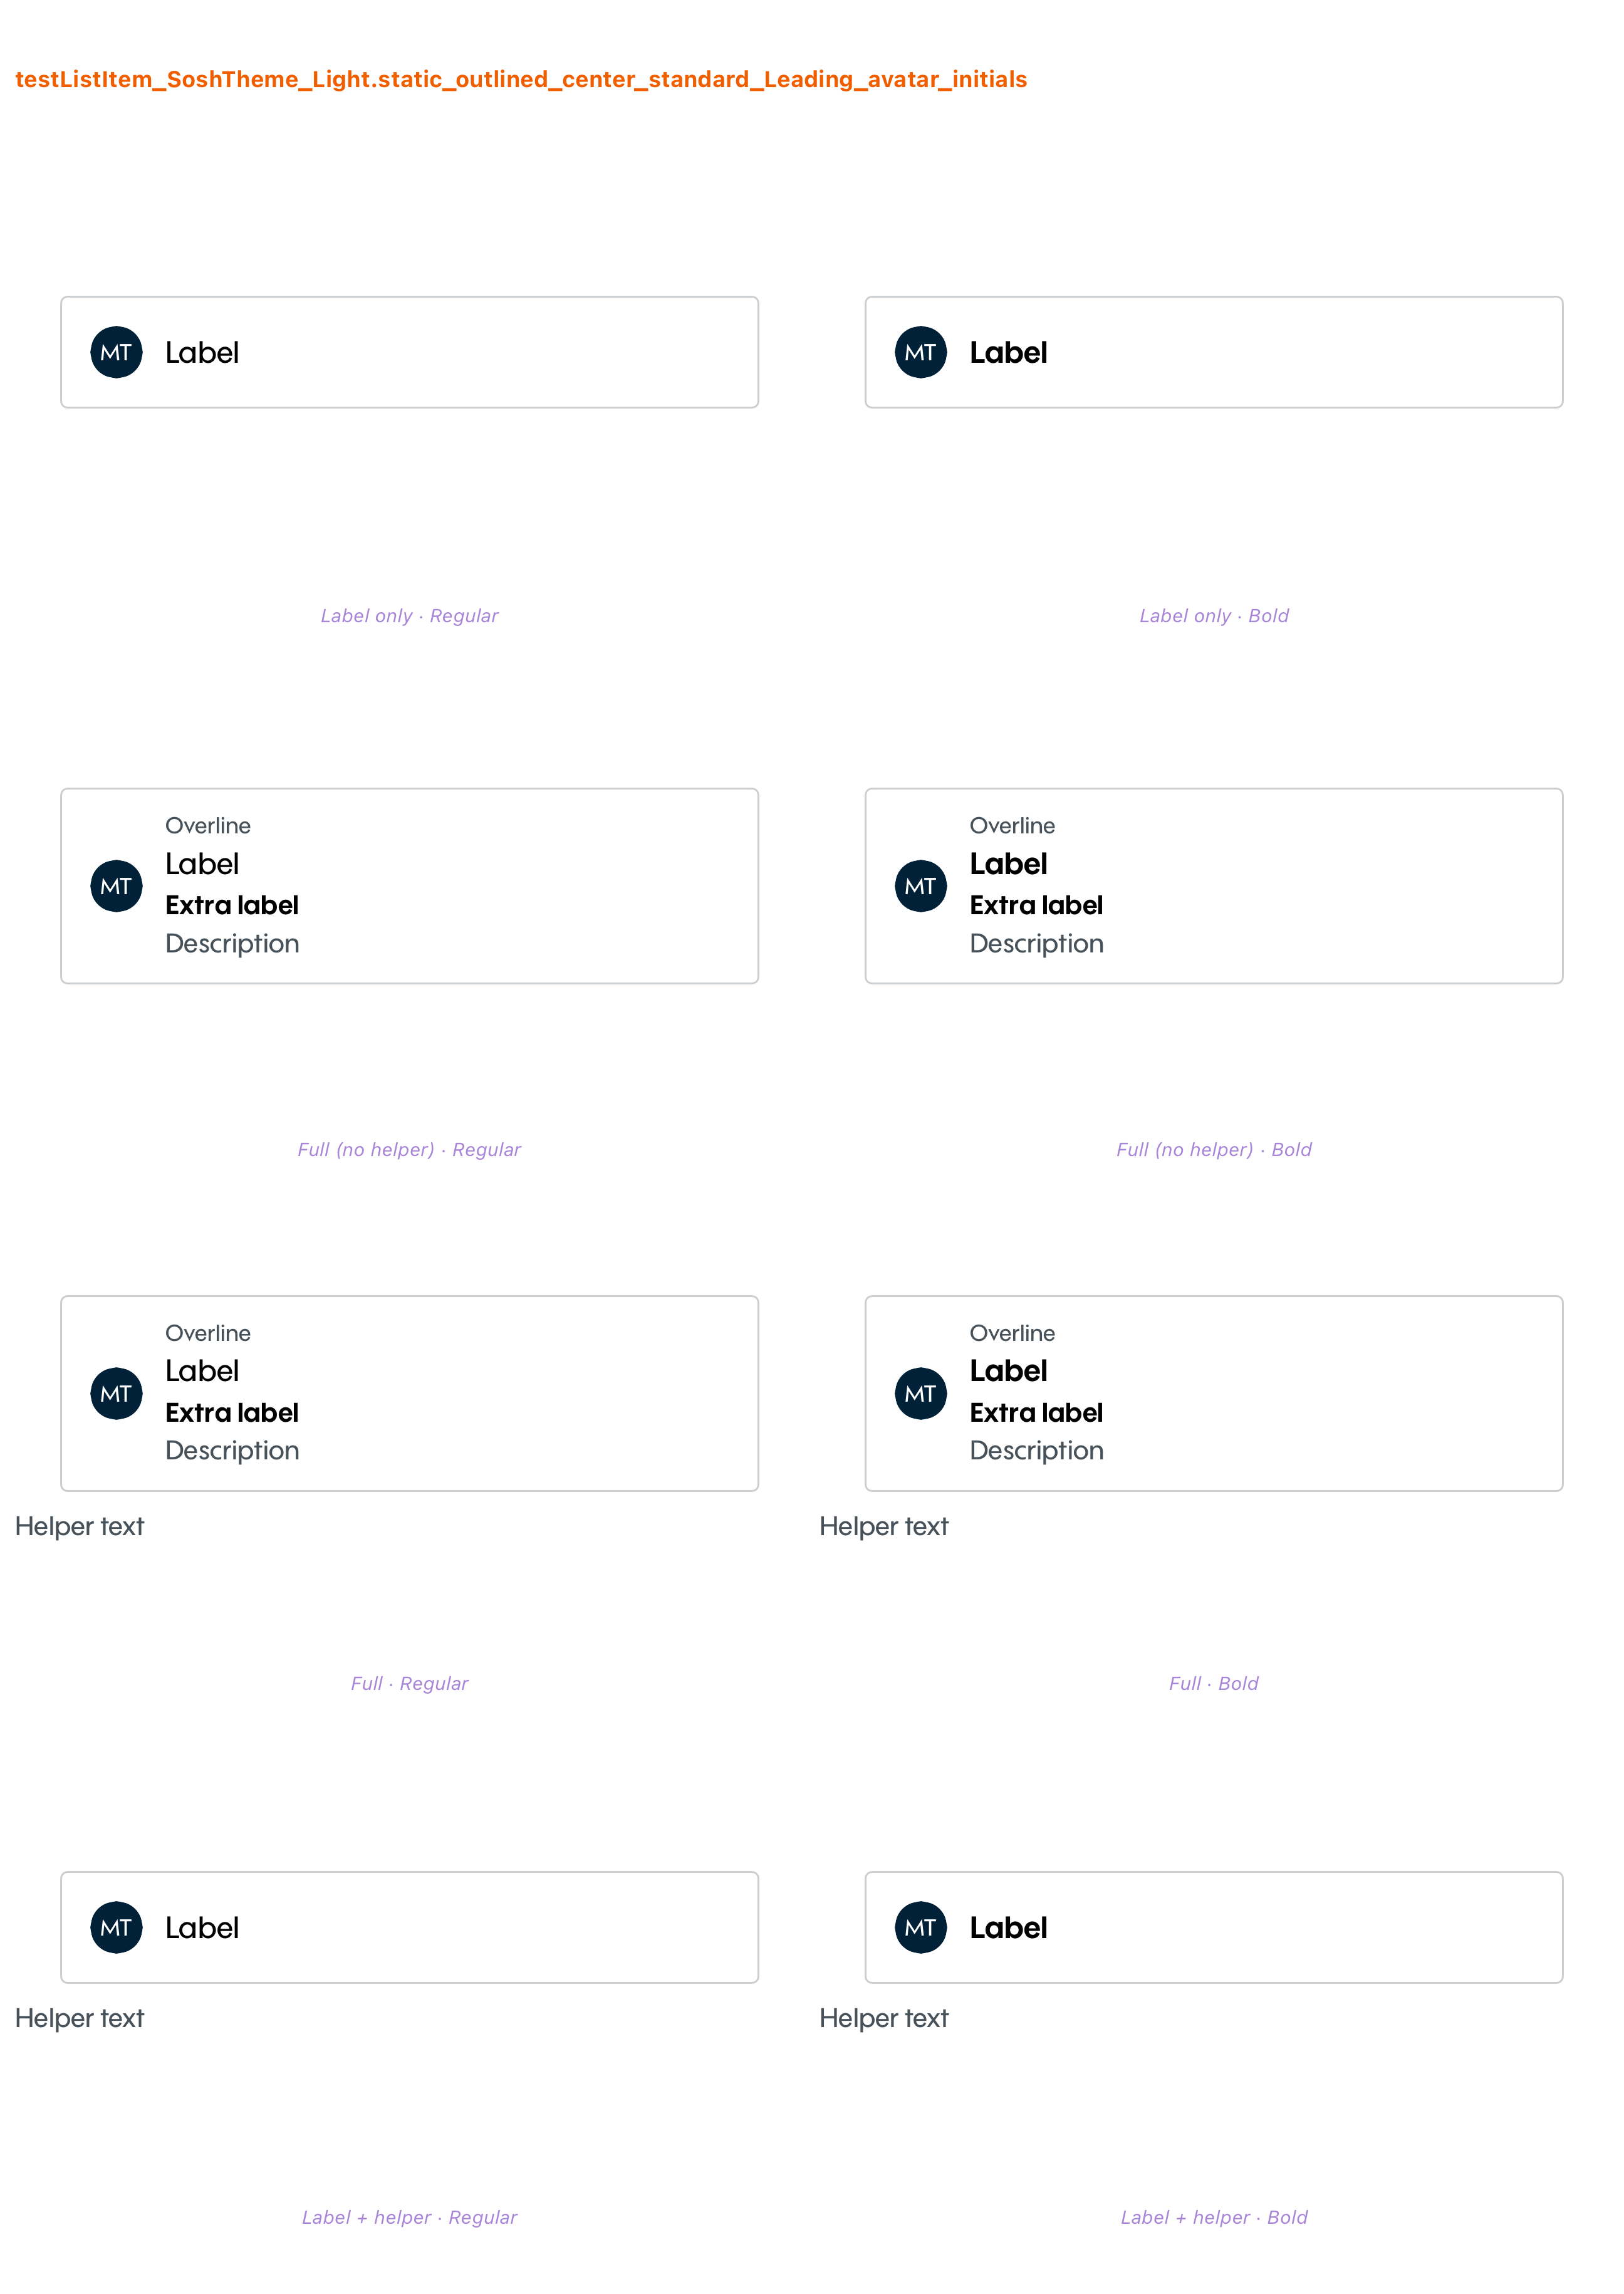 testListItem_SoshTheme_Light.static_outlined_center_standard_Leading_avatar_initials
MT Label
MT Label
Label only · Regular
Label only · Bold
Overline
Label
MT
Extra label
Description
Overline
Label
MT
Extra label
Description
Full (no helper) · Regular
Full (no helper) · Bold
Overline
Label
MT
Extra label
Description
Helper text
Overline
Label
MT
Extra label
Description
Helper text
Full · Regular
Full · Bold
MT Label
Helper text
MT Label
Helper text
Label + helper · Regular
Label + helper · Bold